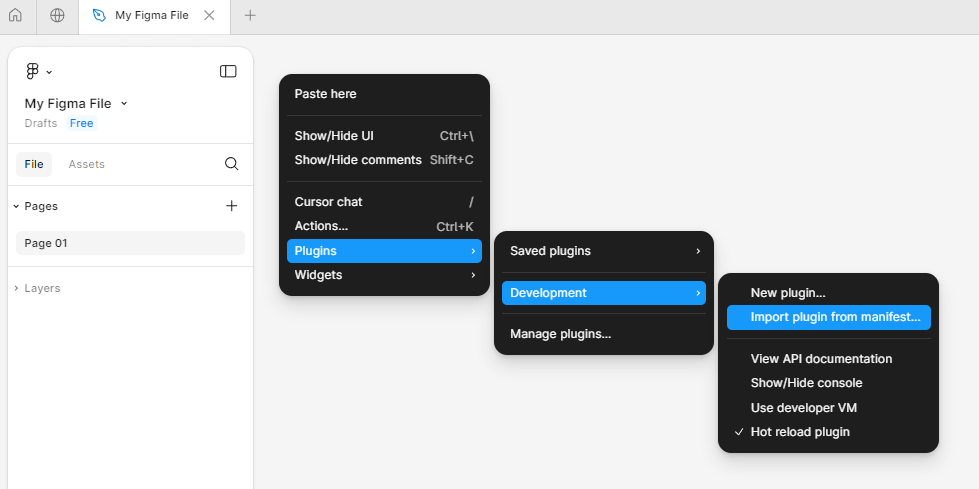 My Figma File
My Figma File
Drafts Free
File Assets
Pages
Page 01
Layers
Paste here
Show/Hide UI Ctrl+\
Show/Hide comments Shift+C
Cursor chat /
Actions... Ctrl+K
Plugins
Widgets
Saved plugins
Development
Manage plugins...
New plugin...
Import plugin from manifest...
View API documentation
Show/Hide console
Use developer VM
Hot reload plugin